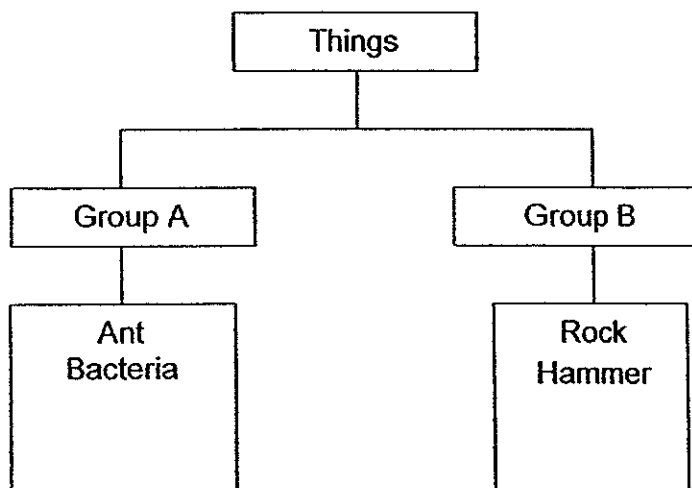 Things
Group A
Group B
Ant
Bacteria
Rock
Hammer